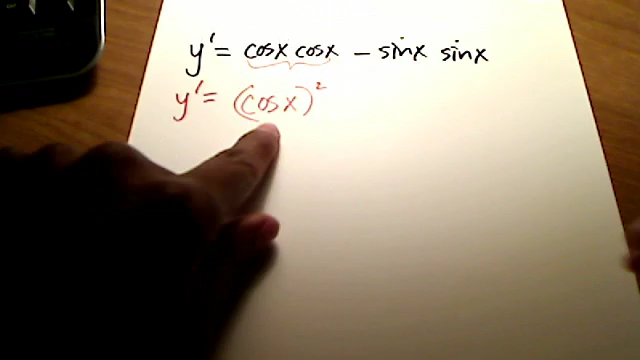 y' = cosx cosx - sinx sinx
y' = (cosx)²